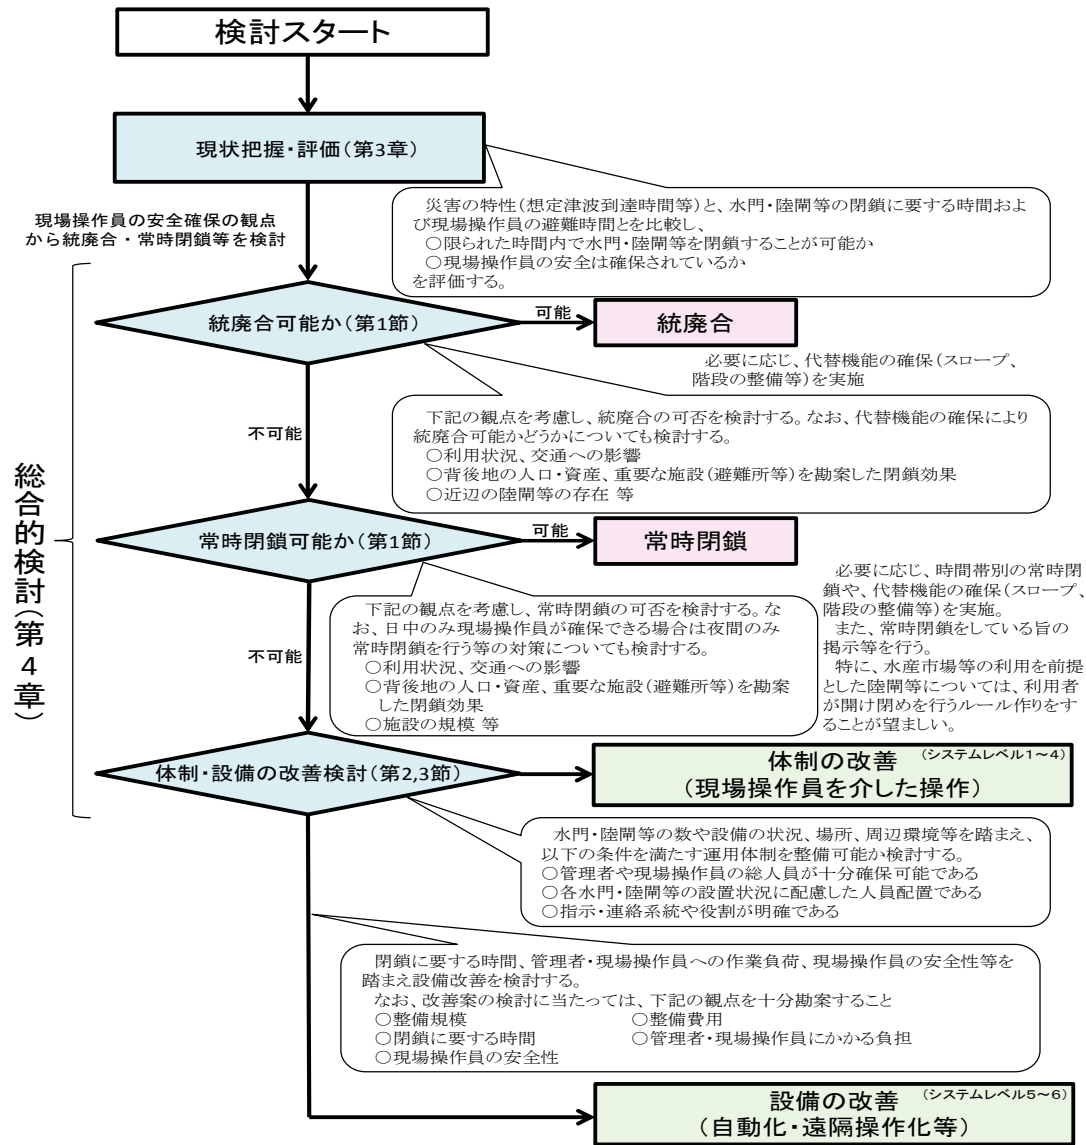 検討スタート
現状把握・評価(第3章)
災害の特性(想定津波到達時間等)と、水門・陸閘等の閉鎖に要する時間およ
び現場操作員の避難時間とを比較し、
○限られた時間内で水門・陸閘等を閉鎖することが可能か
○現場操作員の安全は確保されているか
を評価する。
現場操作員の安全確保の観点
から統廃合・常時閉鎖等を検討
総合的検討(第4章)
統廃合可能か(第1節)
可能
統廃合
必要に応じ、代替機能の確保(スロープ、
階段の整備等)を実施
下記の観点を考慮し、統廃合の可否を検討する。なお、代替機能の確保により
統廃合可能かどうかについても検討する。
○利用状況、交通への影響
○背後地の人口・資産、重要な施設(避難所等)を勘案した閉鎖効果
○近辺の陸閘等の存在 等
不可能
常時閉鎖可能か(第1節)
可能
常時閉鎖
必要に応じ、時間帯別の常時閉
鎖や、代替機能の確保(スロープ、
階段の整備等)を実施。
また、常時閉鎖をしている旨の
掲示等を行う。
特に、水産市場等の利用を前提
とした陸閘等については、利用者
が開け閉めを行うルール作りをす
ることが望ましい。
下記の観点を考慮し、常時閉鎖の可否を検討する。な
お、日中のみ現場操作員が確保できる場合は夜間のみ
常時閉鎖を行う等の対策についても検討する。
○利用状況、交通への影響
○背後地の人口・資産、重要な施設(避難所等)を勘案
した閉鎖効果
○施設の規模 等
不可能
体制・設備の改善検討(第2,3節)
体制の改善 (システムレベル1～4)
(現場操作員を介した操作)
水門・陸閘等の数や設備の状況、場所、周辺環境等を踏まえ、
以下の条件を満たす運用体制を整備可能か検討する。
○管理者や現場操作員の総人員が十分確保可能である
○各水門・陸閘等の設置状況に配慮した人員配置である
○指示・連絡系統や役割が明確である
閉鎖に要する時間、管理者・現場操作員への作業負荷、現場操作員の安全性等を
踏まえ設備改善を検討する。
なお、改善案の検討に当たっては、下記の観点を十分勘案すること
○整備規模 ○整備費用
○閉鎖に要する時間 ○管理者・現場操作員にかかる負担
○現場操作員の安全性
設備の改善 (システムレベル5～6)
(自動化・遠隔操作化等)